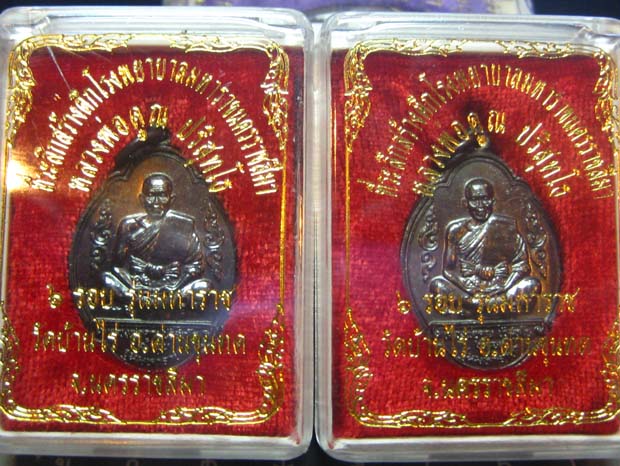 ที่ระลึกสร้างตึกโรงพยาบาลมหาราชนครราชสีมา
หลวงพ่อคูณ ปริสุทโธ
๖ รอบ รุ่นมหาราช
วัดบ้านไร่ อ.ด่านขุนทด
จ.นครราชสีมา
ที่ระลึกสร้างตึกโรงพยาบาลมหาราชนครราชสีมา
หลวงพ่อคูณ ปริสุทโธ
๖ รอบ รุ่นมหาราช
วัดบ้านไร่ อ.ด่านขุนทด
จ.นครราชสีมา